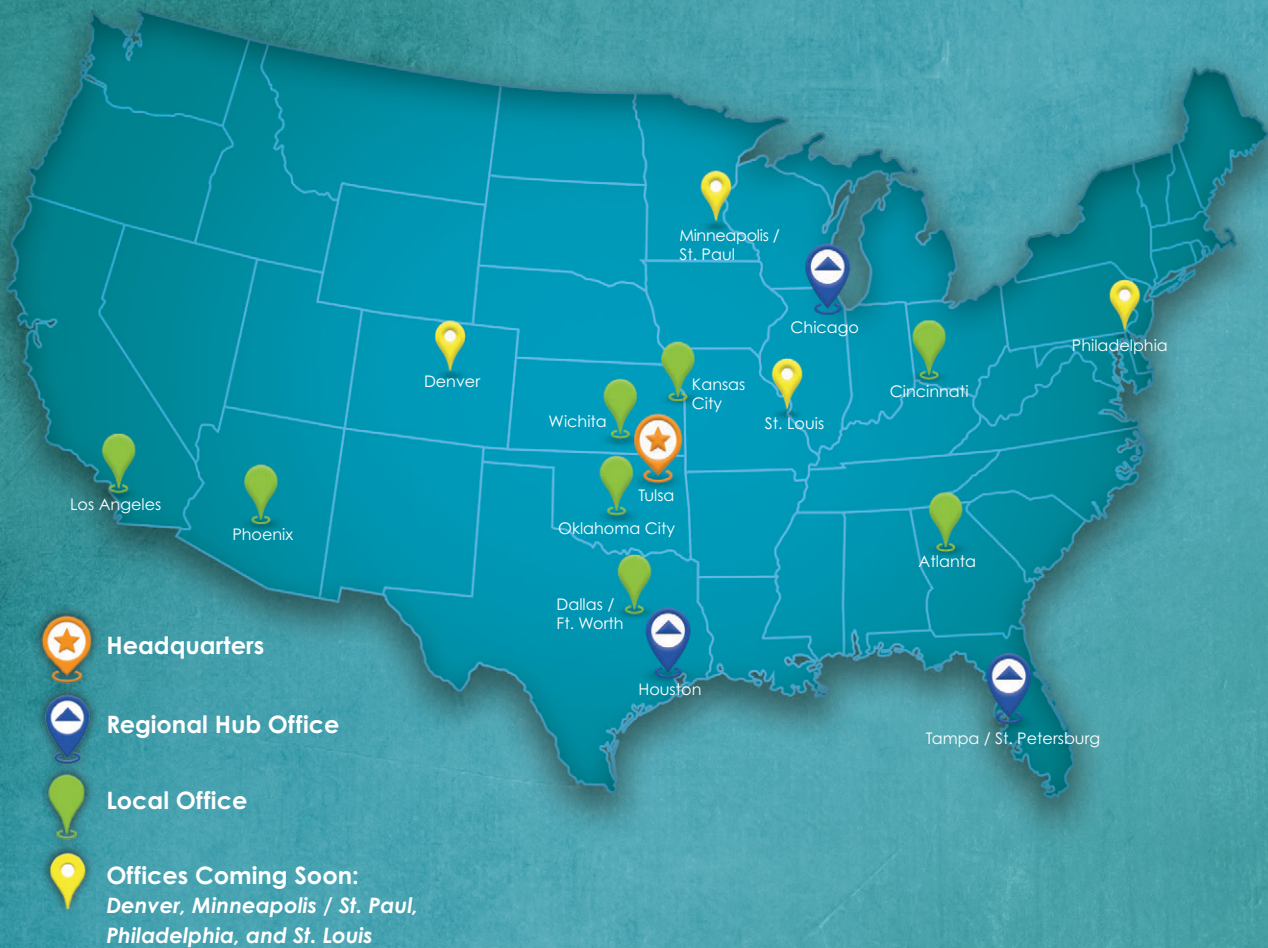 Minneapolis /
St. Paul
Chicago
Philadelphia
Denver
Kansas
City
Cincinnati
Wichita
St. Louis
Tulsa
Los Angeles
Phoenix
Oklahoma City
Atlanta
Dallas /
Ft. Worth
Houston
Tampa / St. Petersburg
Headquarters
Regional Hub Office
Local Office
Offices Coming Soon:
Denver, Minneapolis / St. Paul,
Philadelphia, and St. Louis